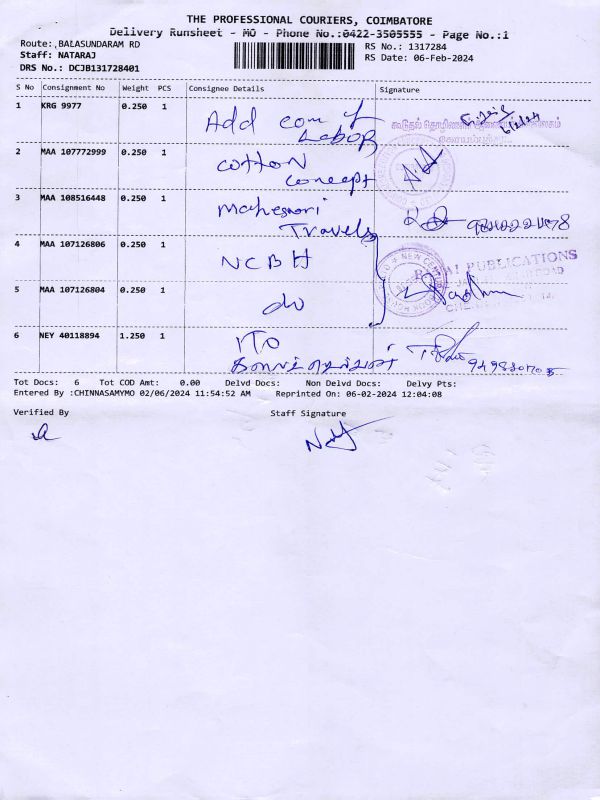 THE PROFESSIONAL COURIERS, COIMBATORE
Delivery Runsheet - MO - Phone No.:0422-3505555 - Page No.:1
Route:,BALASUNDARAM RD
RS No.: 1317284
Staff: NATARAJ
RS Date: 06-Feb-2024
DRS No.: DCJB131728401
S No Consignment No Weight PCS Consignee Details Signature
1 KRG 9977 0.250 1 Add com of Labor
6/2/24
2 MAA 107772999 0.250 1 Cotton concept
3 MAA 108516448 0.250 1 Maheswari Travels
4 MAA 107126806 0.250 1 NCBH
PUBLICATIONS
5 MAA 107126804 0.250 1 do
6 NEY 40118894 1.250 1 ITO
Tot Docs: 6 Tot COD Amt: 0.00 Delvd Docs: Non Delvd Docs: Delvy Pts:
Entered By :CHINNASAMYMO 02/06/2024 11:54:52 AM Reprinted On: 06-02-2024 12:04:08
Verified By Staff Signature